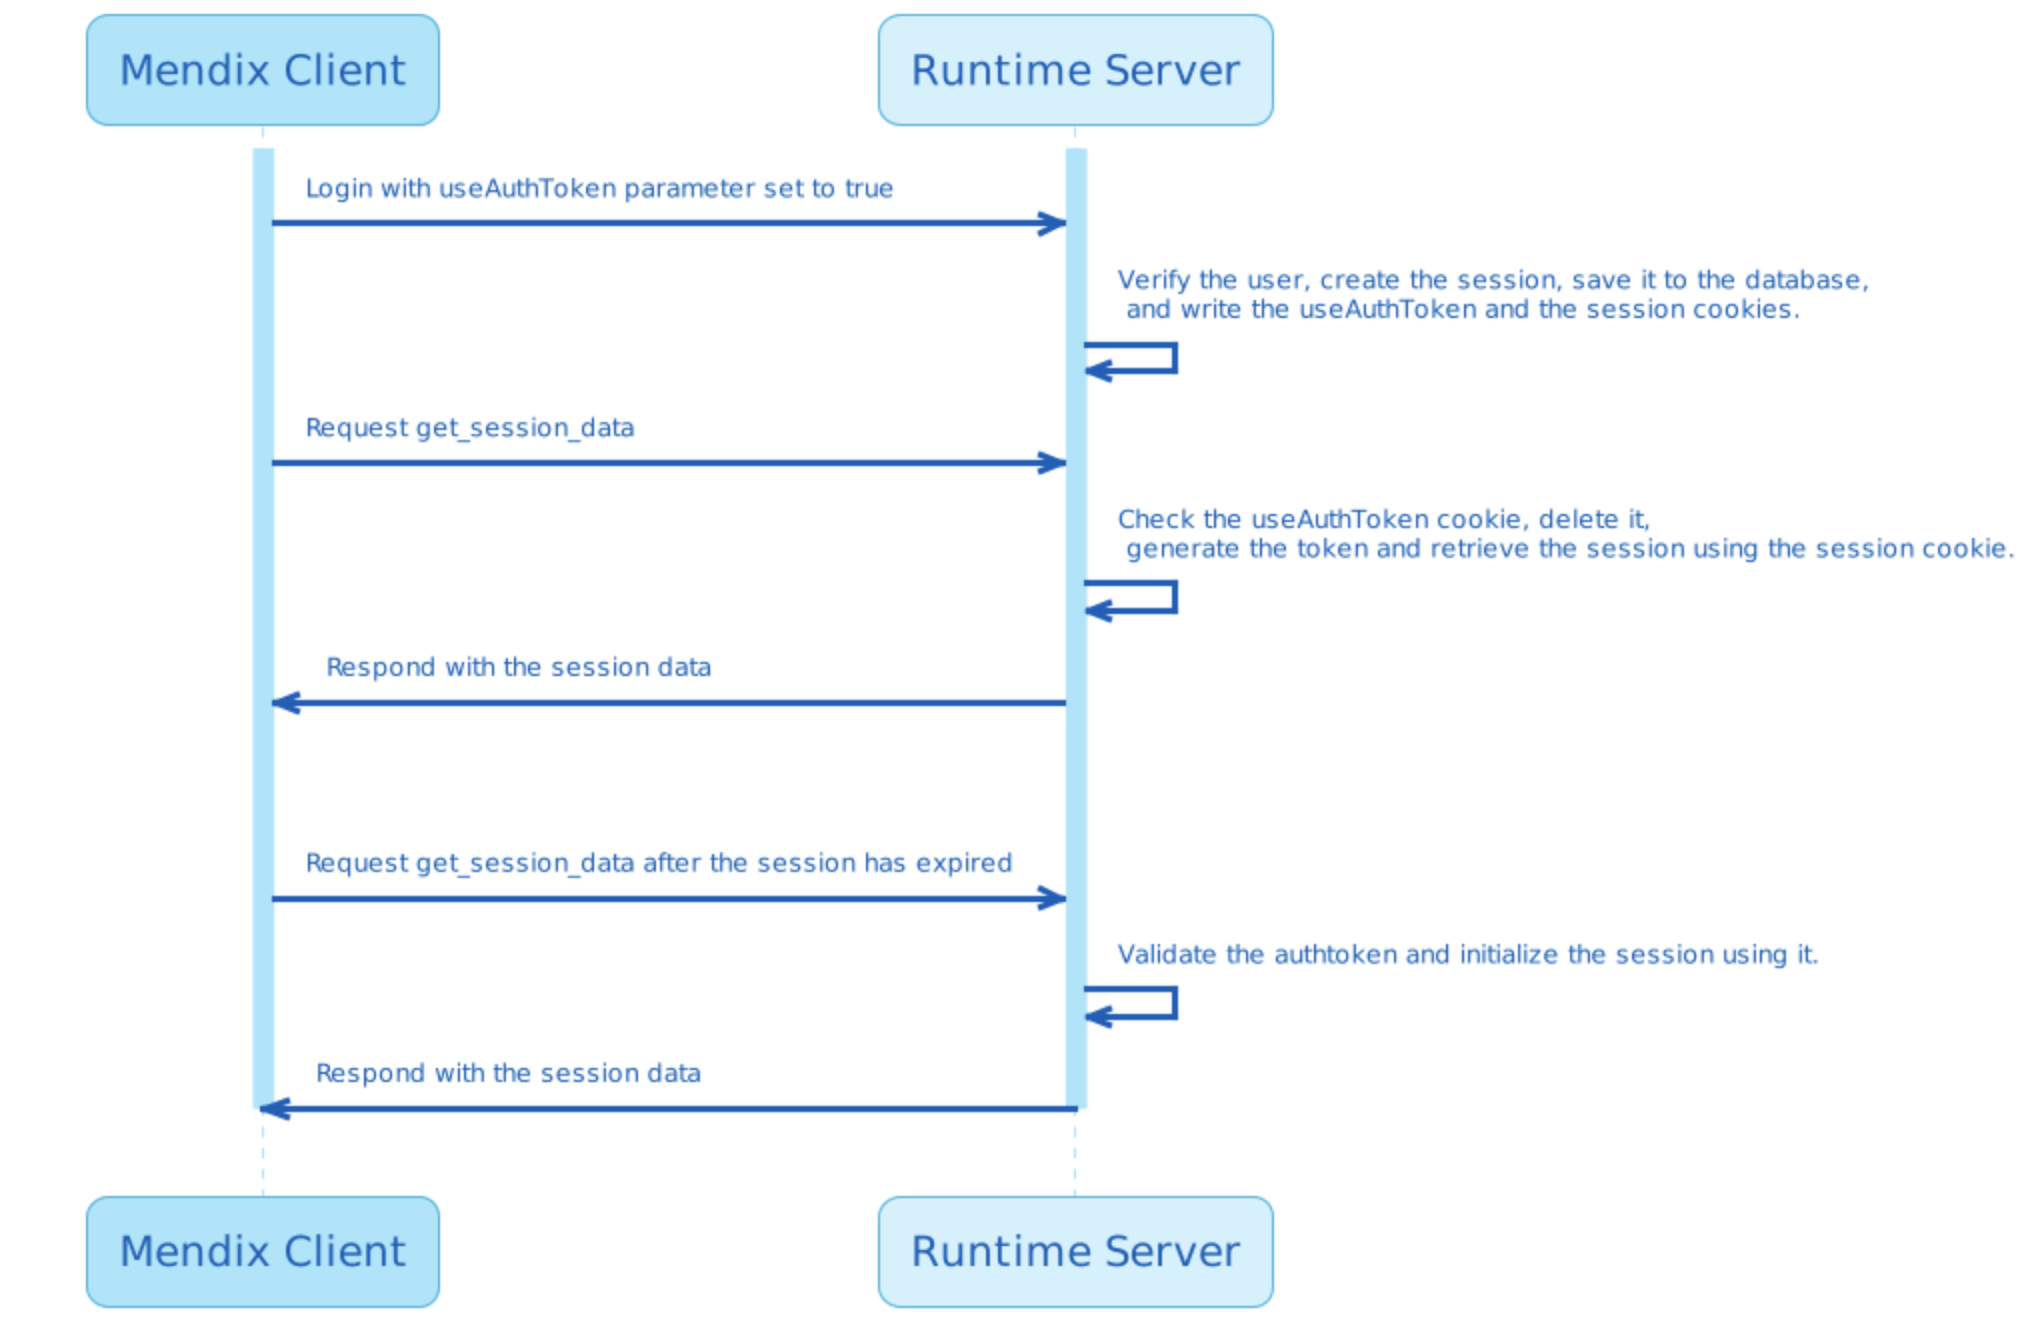 Mendix Client
Runtime Server
Login with useAuthToken parameter set to true
Verify the user, create the session, save it to the database,
and write the useAuthToken and the session cookies.
Request get_session_data
Check the useAuthToken cookie, delete it,
generate the token and retrieve the session using the session cookie.
Respond with the session data
Request get_session_data after the session has expired
Validate the authtoken and initialize the session using it.
Respond with the session data
Mendix Client
Runtime Server